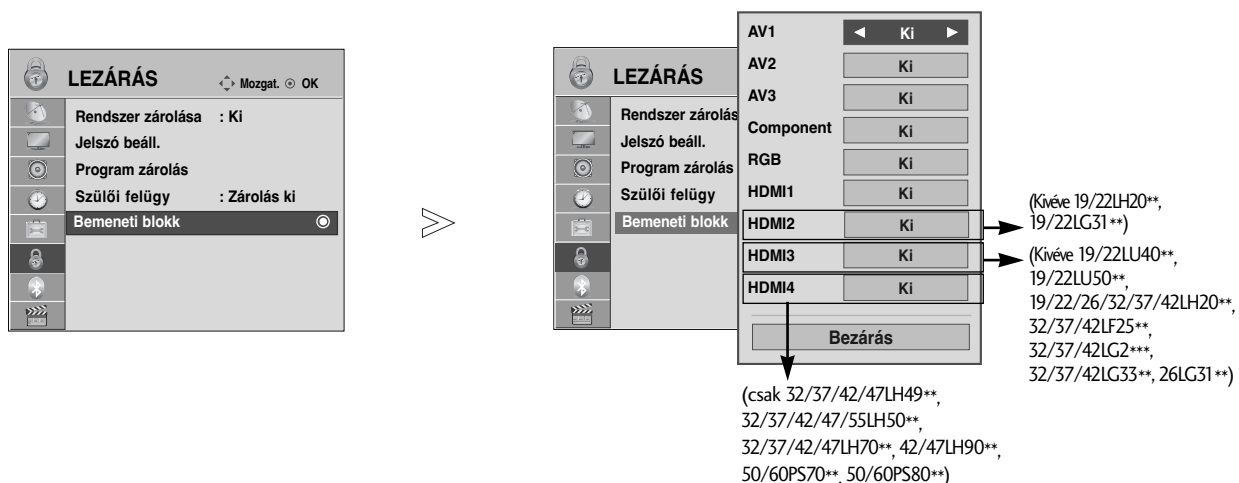 LEZÁRÁS
Mozgat. OK
Rendszer zárolása : Ki
Jelszó beáll.
Program zárolás
Szülői felügy : Zárolás ki
Bemeneti blokk
LEZÁRÁS
Rendszer zárolás
Jelszó beáll.
Program zárolás
Szülői felügy
Bemeneti blokk
AV1 ◄ Ki ►
AV2 Ki
AV3 Ki
Component Ki
RGB Ki
HDMI1 Ki
HDMI2 Ki
HDMI3 Ki
HDMI4 Ki
Bezárás
(Kivéve 19/22LH20**,
19/22LG31**)
(Kivéve 19/22LU40**,
19/22LU50**,
19/22/26/32/37/42LH20**,
32/37/42LF25**,
32/37/42LG2***,
32/37/42LG33**, 26LG31**)
(csak 32/37/42/47LH49**,
32/37/42/47/55LH50**,
32/37/42/47LH70**, 42/47LH90**,
50/60PS70**, 50/60PS80**)